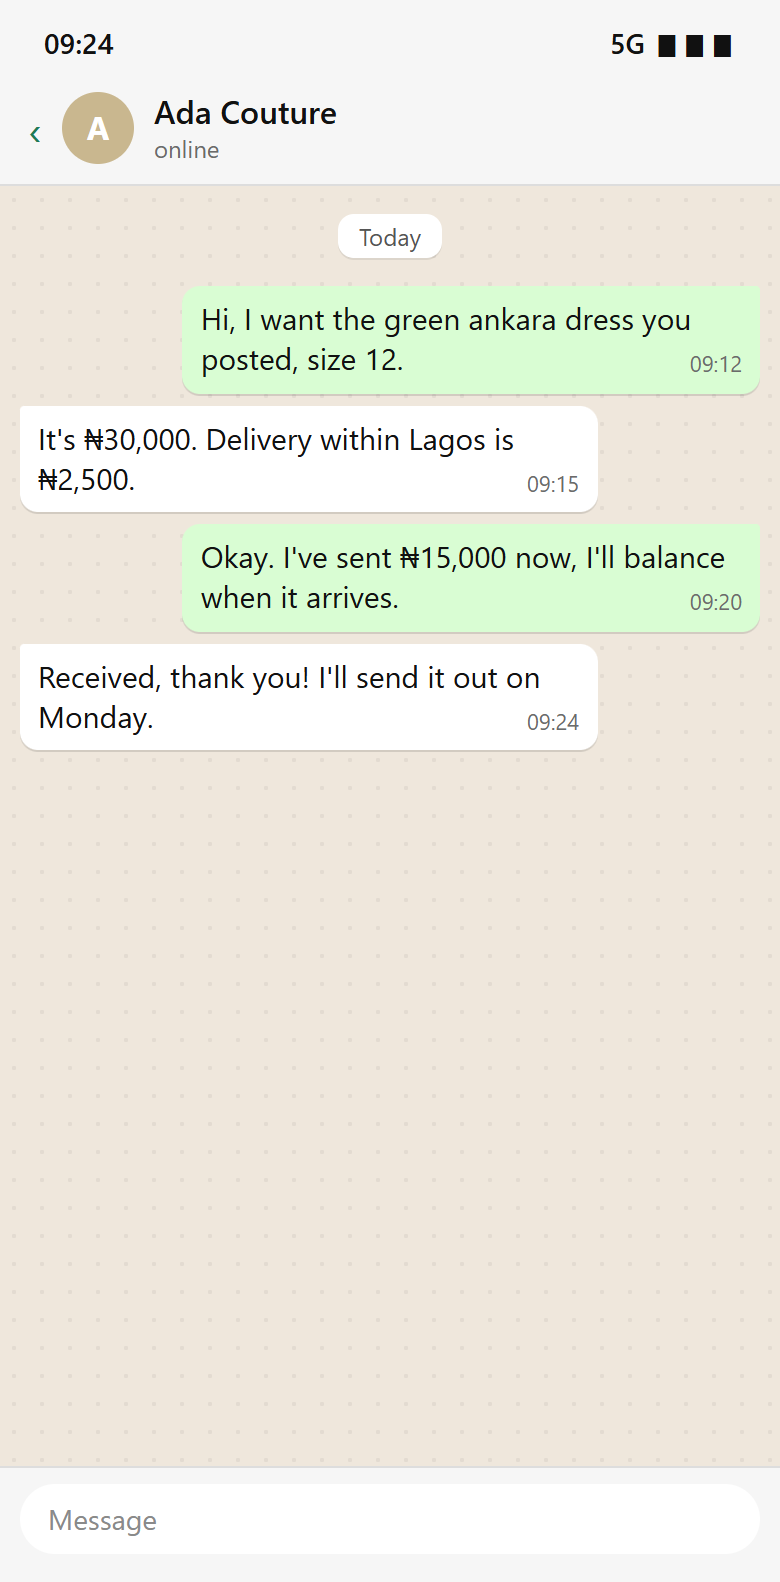 09:24 5G
‹ A Ada Couture
online
Today
Hi, I want the green ankara dress you
posted, size 12. 09:12
It's ₦30,000. Delivery within Lagos is
₦2,500. 09:15
Okay. I've sent ₦15,000 now, I'll balance
when it arrives. 09:20
Received, thank you! I'll send it out on
Monday. 09:24
Message